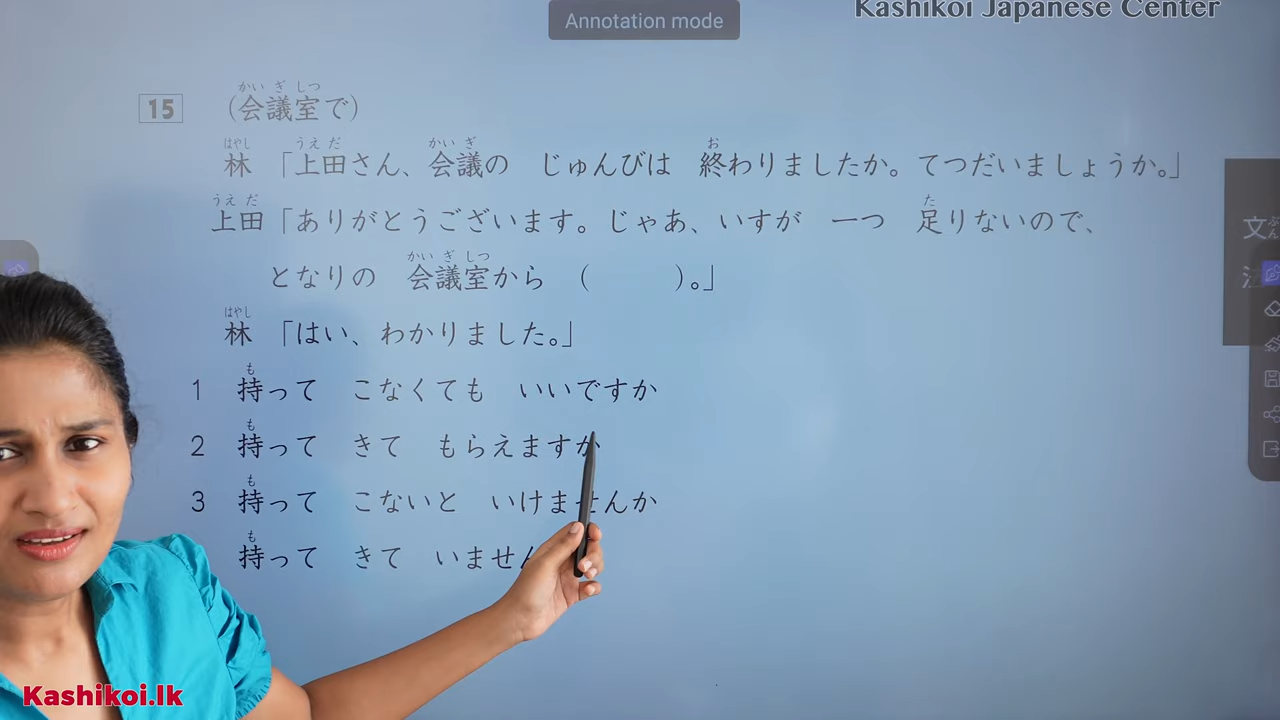 Kashikoi Japanese Center
Annotation mode
15 （会議室で）
かいぎしつ
林 「上田さん、会議の じゅんびは 終わりましたか。てつだいましょうか。」
はやし うえだ かいぎ お
上田「ありがとうございます。じゃあ、いすが 一つ 足りないので、
うえだ た
となりの 会議室から （ ）。」
かいぎしつ
林 「はい、わかりました。」
はやし
1 持って こなくても いいですか
も
2 持って きて もらえますか
も
3 持って こないと いけませんか
も
持って きて いません
も
文
ぶん
Kashikoi.lk